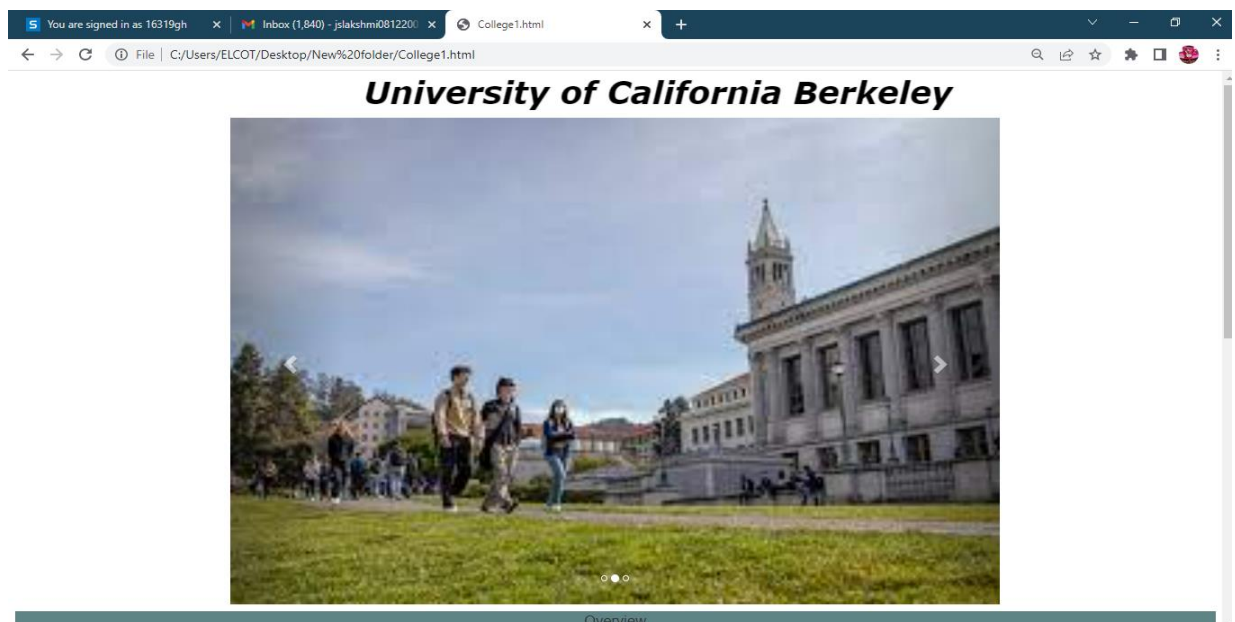 S You are signed in as 16319gh
Inbox (1,840) - jslakshmi0812200
College1.html
File | C:/Users/ELCOT/Desktop/New%20folder/College1.html
University of California Berkeley
Overview